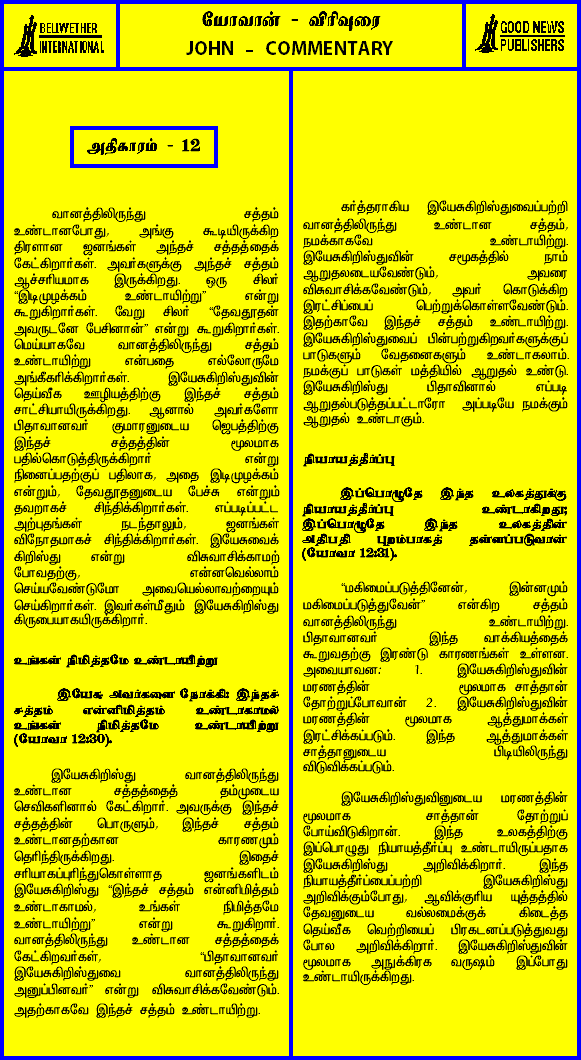 BELWETHER
INTERNATIONAL
யோவான் - விரிவுரை
JOHN - COMMENTARY
GOOD NEWS
PUBLISHERS
அதிகாரம் - 12
வானத்திலிருந்து சத்தம்
உண்டானபோது, அங்கு கூடியிருக்கிற
திரளான ஜனங்கள் அந்தச் சத்தத்தைக்
கேட்கிறார்கள். அவர்களுக்கு அந்தச் சத்தம்
ஆச்சரியமாக இருக்கிறது. ஒரு சிலர்
“இடிமுழக்கம் உண்டாயிற்று” என்று
கூறுகிறார்கள். வேறு சிலர் “தேவதூதன்
அவருடனே பேசினான்” என்று கூறுகிறார்கள்.
மெய்யாகவே வானத்திலிருந்து சத்தம்
உண்டாயிற்று என்பதை எல்லோருமே
அங்கீகரிக்கிறார்கள். இயேசுகிறிஸ்துவின்
தெய்வீக ஊழியத்திற்கு இந்தச் சத்தம்
சாட்சியாயிருக்கிறது. ஆனால் அவர்களோ
பிதாவானவர் குமாரனுடைய ஜெபத்திற்கு
இந்தச் சத்தத்தின் மூலமாக
பதில்கொடுத்திருக்கிறார் என்று
நினைப்பதற்குப் பதிலாக, அதை இடிமுழக்கம்
என்றும், தேவதூதனுடைய பேச்சு என்றும்
தவறாகச் சிந்திக்கிறார்கள். எப்படிப்பட்ட
அற்புதங்கள் நடந்தாலும், ஜனங்கள்
விநோதமாகச் சிந்திக்கிறார்கள். இயேசுவைக்
கிறிஸ்து என்று விசுவாசிக்காமற்
போவதற்கு, என்னவெல்லாம்
செய்யவேண்டுமோ அவையெல்லாவற்றையும்
செய்கிறார்கள். இவர்கள்மீதும் இயேசுகிறிஸ்து
கிருபையாகயிருக்கிறார்.
உங்கள் நிமித்தமே உண்டாயிற்று
இயேசு அவர்களை நோக்கி: இந்தச்
சத்தம் என்னிமித்தம் உண்டாகாமல்
உங்கள் நிமித்தமே உண்டாயிற்று
(யோவா 12:30).
இயேசுகிறிஸ்து வானத்திலிருந்து
உண்டான சத்தத்தைத் தம்முடைய
செவிகளினால் கேட்கிறார். அவருக்கு இந்தச்
சத்தத்தின் பொருளும், இந்தச் சத்தம்
உண்டானதற்கான காரணமும்
தெரிந்திருக்கிறது. இதைச்
சரியாகப்புரிந்துகொள்ளாத ஜனங்களிடம்
இயேசுகிறிஸ்து “இந்தச் சத்தம் என்னிமித்தம்
உண்டாகாமல், உங்கள் நிமித்தமே
உண்டாயிற்று” என்று கூறுகிறார்.
வானத்திலிருந்து உண்டான சத்தத்தைக்
கேட்கிறவர்கள், “பிதாவானவர்
இயேசுகிறிஸ்துவை வானத்திலிருந்து
அனுப்பினவர்” என்று விசுவாசிக்கவேண்டும்.
அதற்காகவே இந்தச் சத்தம் உண்டாயிற்று.
கர்த்தராகிய இயேசுகிறிஸ்துவைப்பற்றி
வானத்திலிருந்து உண்டான சத்தம்,
நமக்காகவே உண்டாயிற்று.
இயேசுகிறிஸ்துவின் சமூகத்தில் நாம்
ஆறுதலடையவேண்டும், அவரை
விசுவாசிக்கவேண்டும், அவர் கொடுக்கிற
இரட்சிப்பைப் பெற்றுக்கொள்ளவேண்டும்.
இதற்காவே இந்தச் சத்தம் உண்டாயிற்று.
இயேசுகிறிஸ்துவைப் பின்பற்றுகிறவர்களுக்குப்
பாடுகளும் வேதனைகளும் உண்டாகலாம்.
நமக்குப் பாடுகள் மத்தியில் ஆறுதல் உண்டு.
இயேசுகிறிஸ்து பிதாவினால் எப்படி
ஆறுதல்படுத்தப்பட்டாரோ அப்படியே நமக்கும்
ஆறுதல் உண்டாகும்.
நியாயத்தீர்ப்பு
இப்பொழுதே இந்த உலகத்துக்கு
நியாயத்தீர்ப்பு உண்டாகிறது;
இப்பொழுதே இந்த உலகத்தின்
அதிபதி புறம்பாகத் தள்ளப்படுவான்
(யோவா 12:31).
“மகிமைப்படுத்தினேன், இன்னமும்
மகிமைப்படுத்துவேன்” என்கிற சத்தம்
வானத்திலிருந்து உண்டாயிற்று.
பிதாவானவர் இந்த வாக்கியத்தைக்
கூறுவதற்கு இரண்டு காரணங்கள் உள்ளன.
அவையாவன: 1. இயேசுகிறிஸ்துவின்
மரணத்தின் மூலமாக சாத்தான்
தோற்றுப்போவான் 2. இயேசுகிறிஸ்துவின்
மரணத்தின் மூலமாக ஆத்துமாக்கள்
இரட்சிக்கப்படும். இந்த ஆத்துமாக்கள்
சாத்தானுடைய பிடியிலிருந்து
விடுவிக்கப்படும்.
இயேசுகிறிஸ்துவினுடைய மரணத்தின்
மூலமாக சாத்தான் தோற்றுப்
போய்விடுகிறான். இந்த உலகத்திற்கு
இப்பொழுது நியாயத்தீர்ப்பு உண்டாயிருப்பதாக
இயேசுகிறிஸ்து அறிவிக்கிறார். இந்த
நியாயத்தீர்ப்பைப்பற்றி இயேசுகிறிஸ்து
அறிவிக்கும்போது, ஆவிக்குரிய யுத்தத்தில்
தேவனுடைய வல்லமைக்குக் கிடைத்த
தெய்வீக வெற்றியைப் பிரகடனப்படுத்துவது
போல அறிவிக்கிறார். இயேசுகிறிஸ்துவின்
மூலமாக அநுக்கிரக வருஷம் இப்போது
உண்டாயிருக்கிறது.